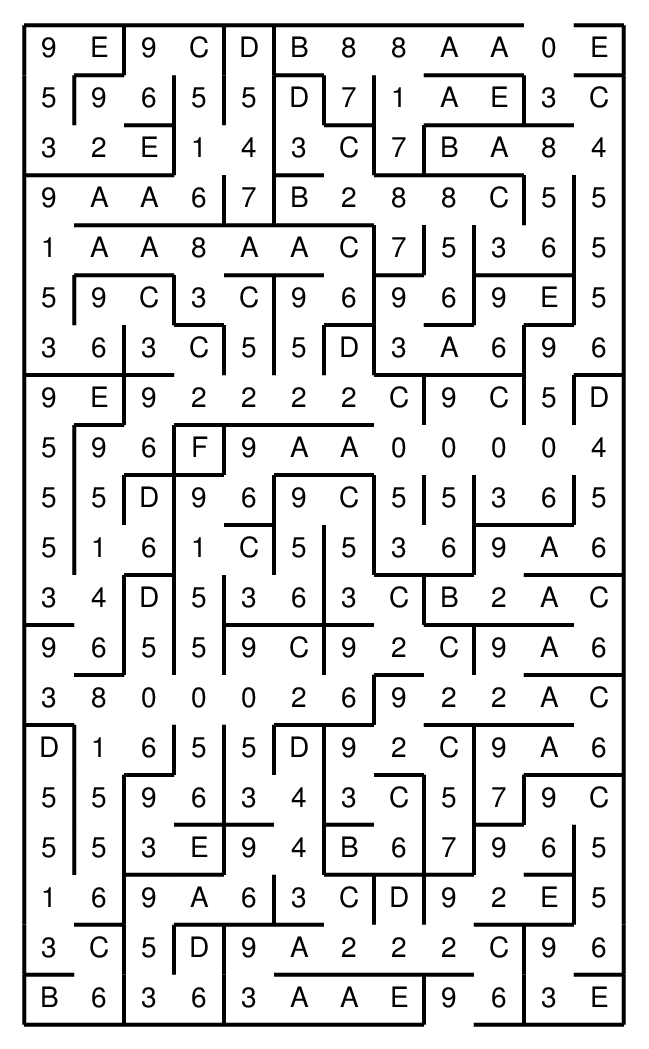 9 E 9 C D B 8 8 A A 0 E
5 9 6 5 5 D 7 1 A E 3 C
3 2 E 1 4 3 C 7 B A 8 4
9 A A 6 7 B 2 8 8 C 5 5
1 A A 8 A A C 7 5 3 6 5
5 9 C 3 C 9 6 9 6 9 E 5
3 6 3 C 5 5 D 3 A 6 9 6
9 E 9 2 2 2 2 C 9 C 5 D
5 9 6 F 9 A A 0 0 0 0 4
5 5 D 9 6 9 C 5 5 3 6 5
5 1 6 1 C 5 5 3 6 9 A 6
3 4 D 5 3 6 3 C B 2 A C
9 6 5 5 9 C 9 2 C 9 A 6
3 8 0 0 0 2 6 9 2 2 A C
D 1 6 5 5 D 9 2 C 9 A 6
5 5 9 6 3 4 3 C 5 7 9 C
5 5 3 E 9 4 B 6 7 9 6 5
1 6 9 A 6 3 C D 9 2 E 5
3 C 5 D 9 A 2 2 2 C 9 6
B 6 3 6 3 A A E 9 6 3 E